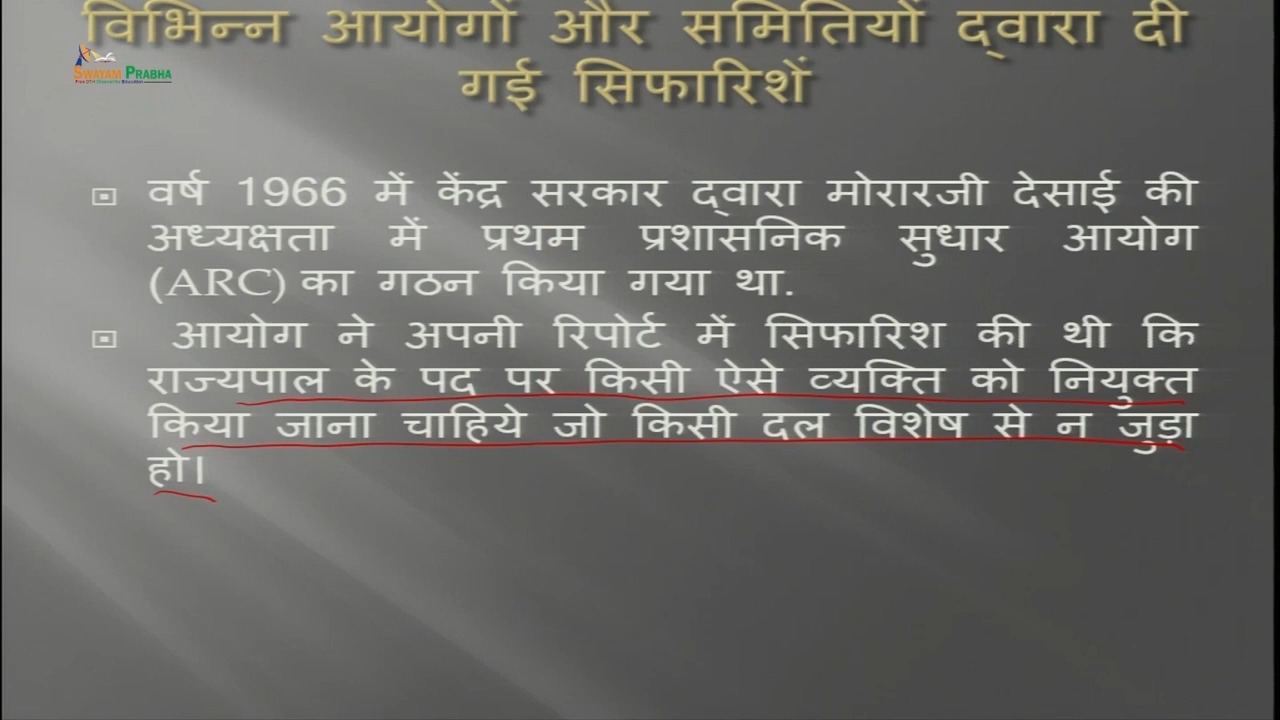 विभिन्न आयोगों और समितियों द्वारा दी
गई सिफारिशें
SWAYAM PRABHA
वर्ष 1966 में केंद्र सरकार द्वारा मोरारजी देसाई की
अध्यक्षता में प्रथम प्रशासनिक सुधार आयोग
(ARC) का गठन किया गया था.
आयोग ने अपनी रिपोर्ट में सिफारिश की थी कि
राज्यपाल के पद पर किसी ऐसे व्यक्ति को नियुक्त
किया जाना चाहिये जो किसी दल विशेष से न जुड़ा
हो।